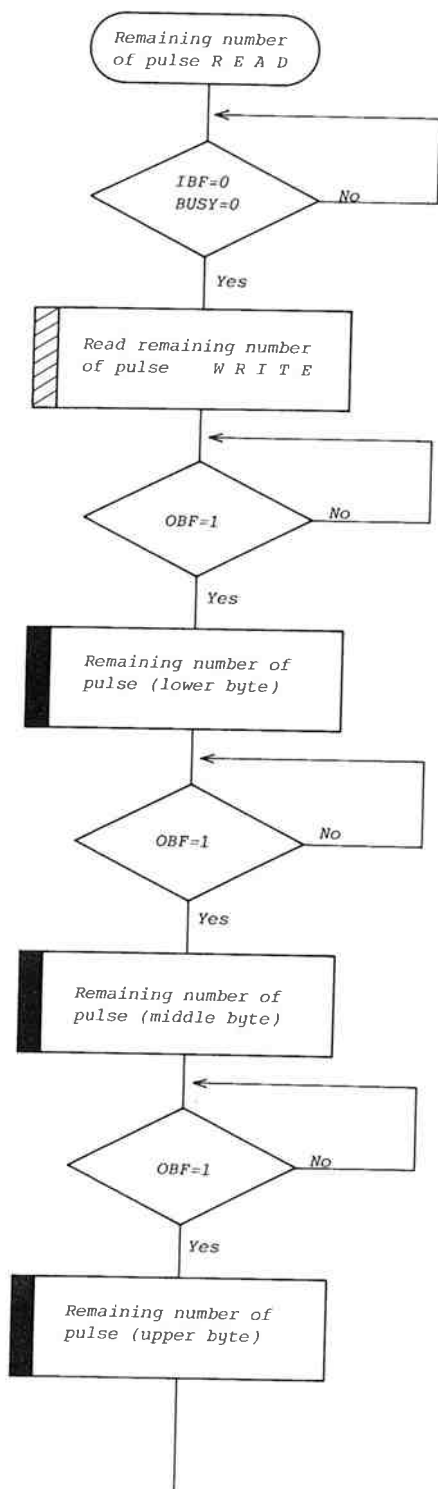 Remaining number
of pulse R E A D
IBF=0
BUSY=0
No
Yes
Read remaining number
of pulse W R I T E
OBF=1
No
Yes
Remaining number of
pulse (lower byte)
OBF=1
No
Yes
Remaining number of
pulse (middle byte)
OBF=1
No
Yes
Remaining number of
pulse (upper byte)